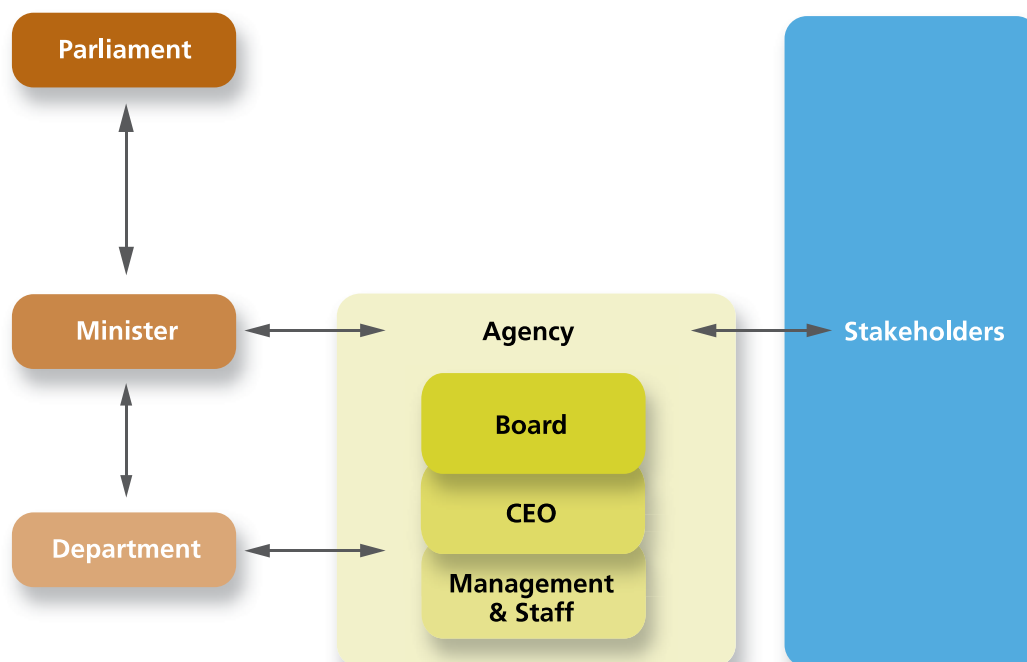 Parliament
Minister
Agency
Stakeholders
Board
CEO
Department
Management
& Staff